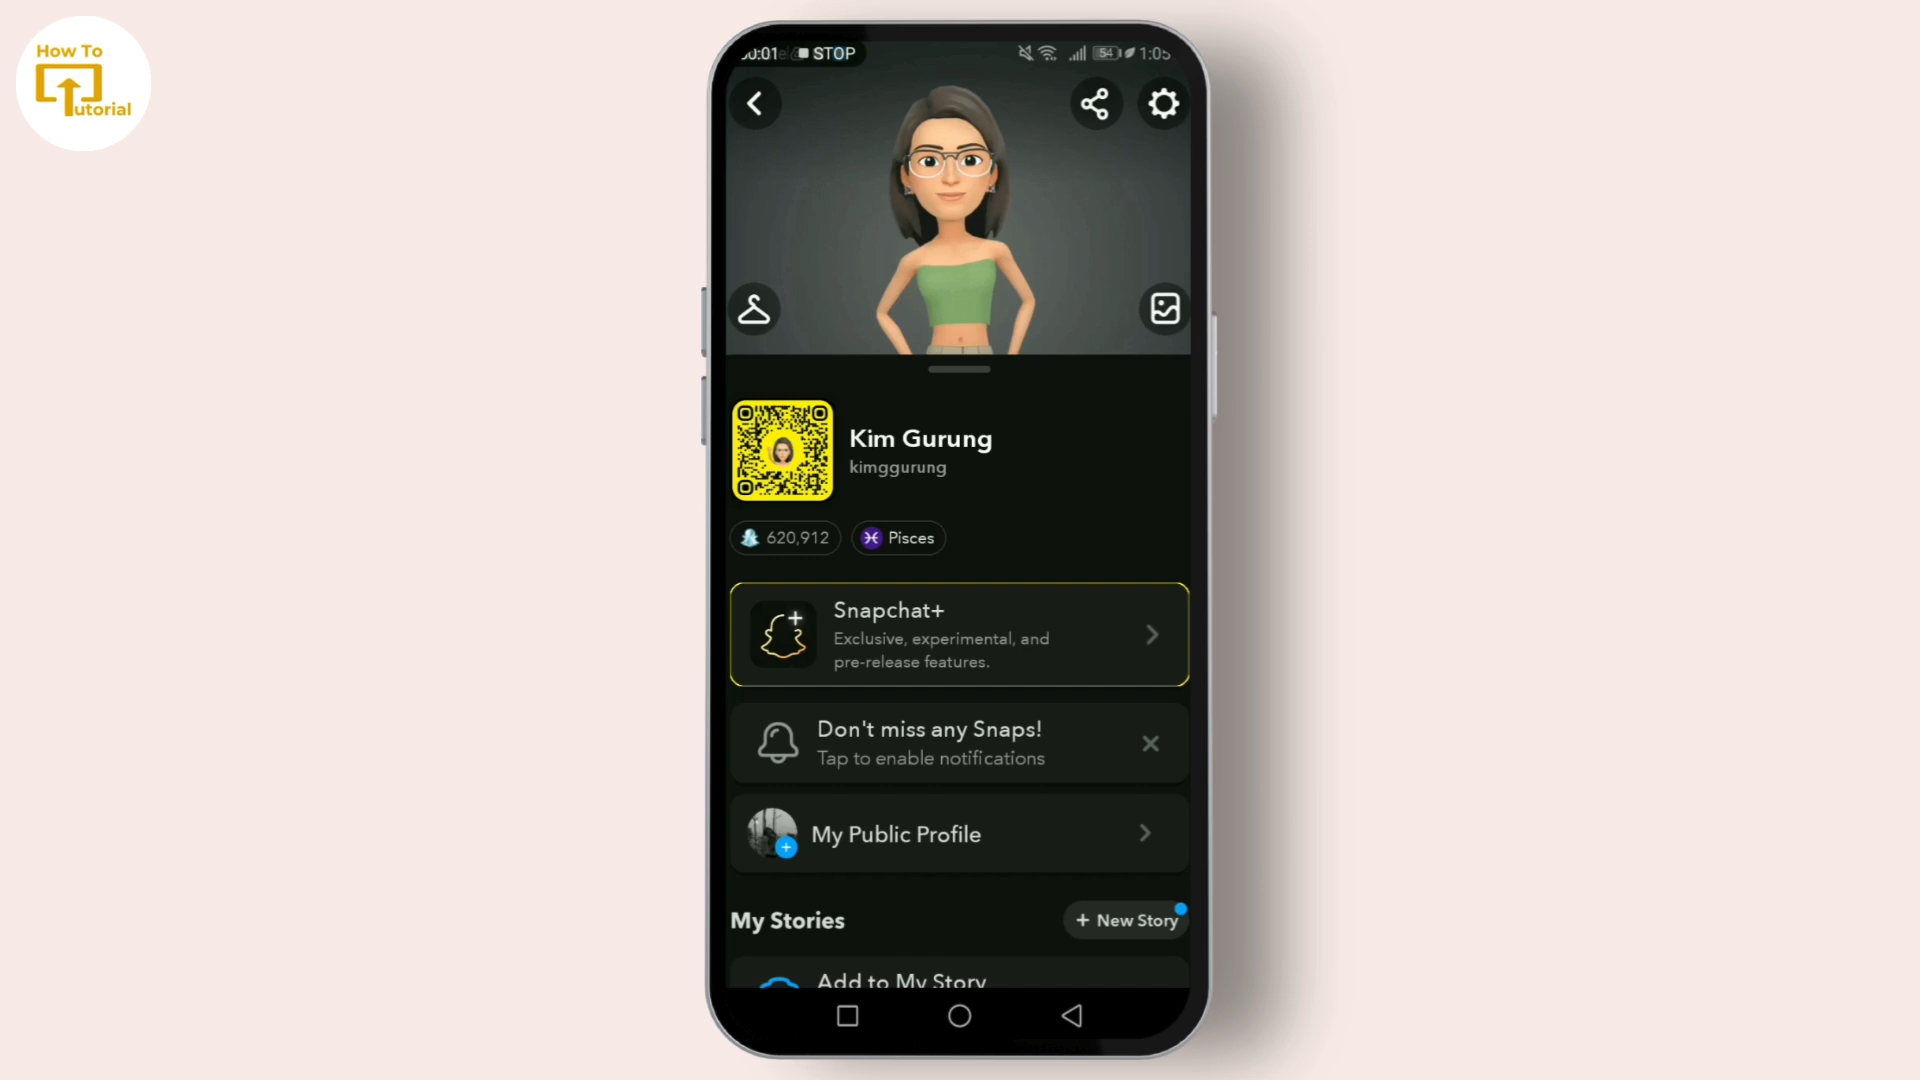 How To
utorial
STOP
54
1:05
Kim Gurung
kimggurung
620,912
Pisces
Snapchat+
Exclusive, experimental, and
pre-release features.
Don't miss any Snaps!
Tap to enable notifications
My Public Profile
My Stories
+ New Story
Add to My Story